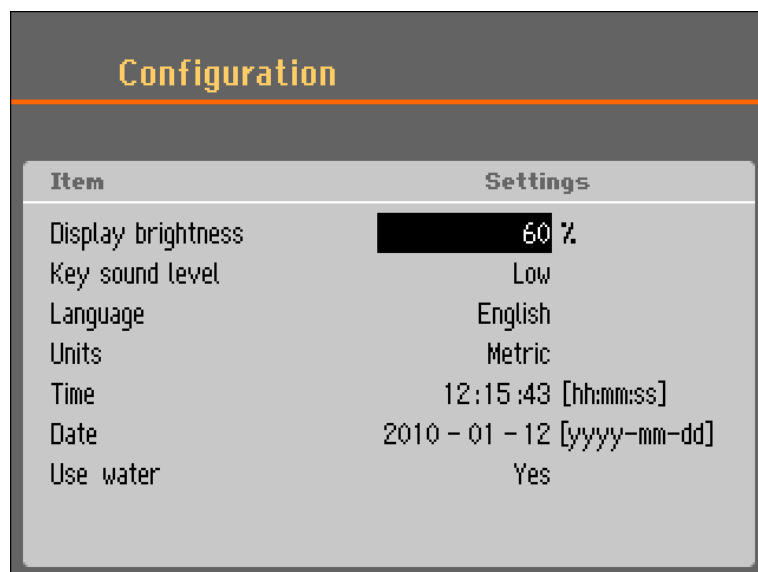 Configuration
Item Settings
Display brightness 60 %
Key sound level Low
Language English
Units Metric
Time 12:15:43 [hh:mm:ss]
Date 2010 - 01 - 12 [yyyy-mm-dd]
Use water Yes